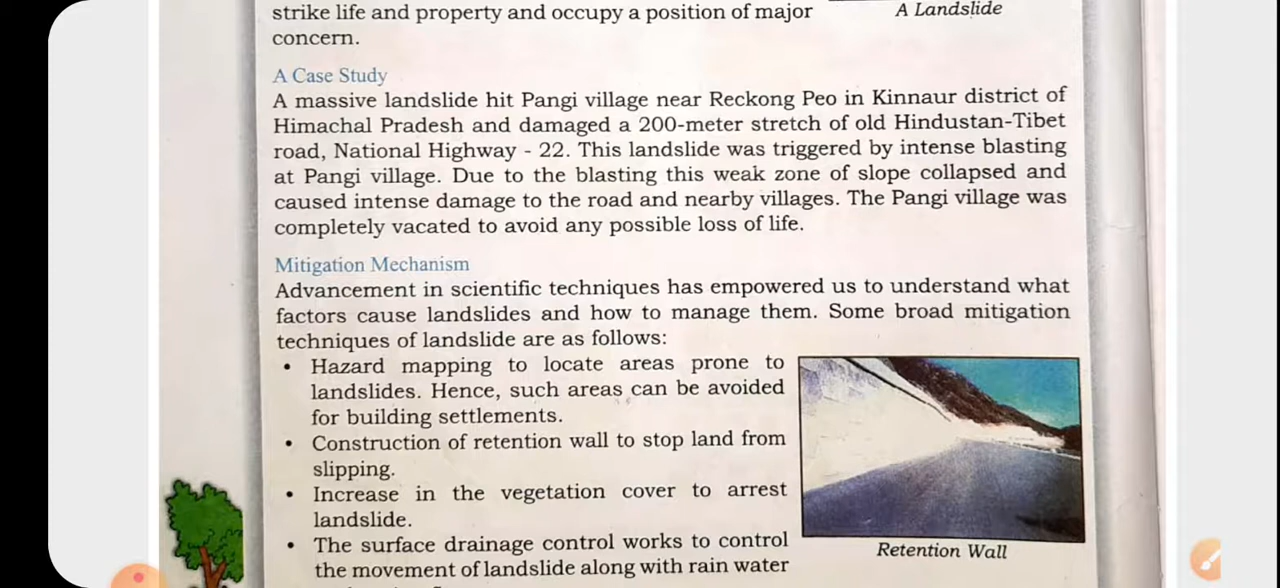 strike life and property and occupy a position of major
concern.
A Landslide
A Case Study
A massive landslide hit Pangi village near Reckong Peo in Kinnaur district of
Himachal Pradesh and damaged a 200-meter stretch of old Hindustan-Tibet
road, National Highway - 22. This landslide was triggered by intense blasting
at Pangi village. Due to the blasting this weak zone of slope collapsed and
caused intense damage to the road and nearby villages. The Pangi village was
completely vacated to avoid any possible loss of life.
Mitigation Mechanism
Advancement in scientific techniques has empowered us to understand what
factors cause landslides and how to manage them. Some broad mitigation
techniques of landslide are as follows:
• Hazard mapping to locate areas prone to
landslides. Hence, such areas can be avoided
for building settlements.
• Construction of retention wall to stop land from
slipping.
• Increase in the vegetation cover to arrest
landslide.
• The surface drainage control works to control
the movement of landslide along with rain water
Retention Wall